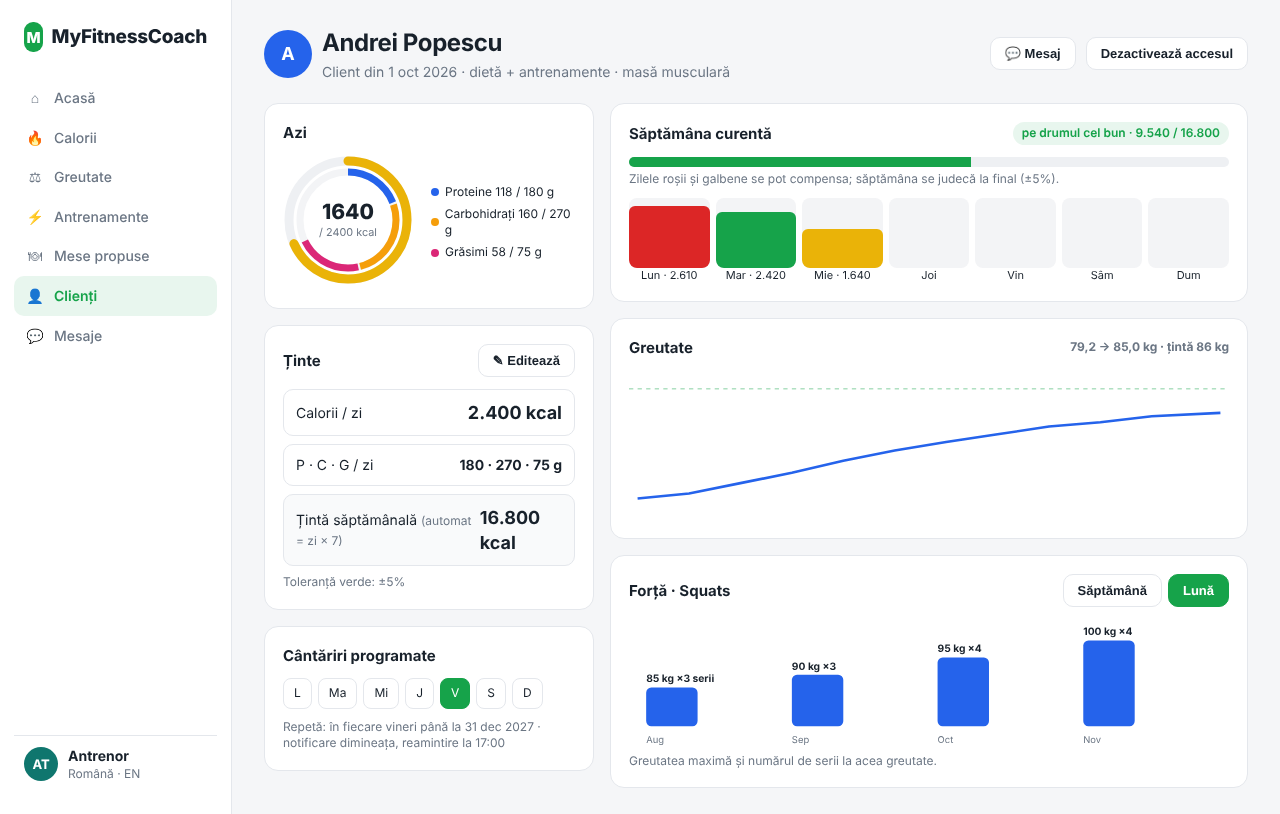 M MyFitnessCoach
Acasă
Calorii
Greutate
Antrenamente
Mese propuse
Clienți
Mesaje
AT
Antrenor
Română · EN
A
Andrei Popescu
Client din 1 oct 2026 · dietă + antrenamente · masă musculară
Mesaj
Dezactivează accesul
Azi
1640
/ 2400 kcal
Proteine 118 / 180 g
Carbohidrați 160 / 270
g
Grăsimi 58 / 75 g
Ținte
✎ Editează
Calorii / zi 2.400 kcal
P · C · G / zi 180 · 270 · 75 g
Țintă săptămânală (automat
= zi × 7)
16.800
kcal
Toleranță verde: ±5%
Cântăriri programate
L Ma Mi J V S D
Repetă: în fiecare vineri până la 31 dec 2027 ·
notificare dimineața, reamintire la 17:00
Săptămâna curentă
pe drumul cel bun · 9.540 / 16.800
Zilele roșii și galbene se pot compensa; săptămâna se judecă la final (±5%).
Lun · 2.610 Mar · 2.420 Mie · 1.640 Joi Vin Sâm Dum
Greutate
79,2 → 85,0 kg · țintă 86 kg
Forță · Squats
Săptămână Lună
85 kg ×3 serii
90 kg ×3
95 kg ×4
100 kg ×4
Aug Sep Oct Nov
Greutatea maximă și numărul de serii la acea greutate.